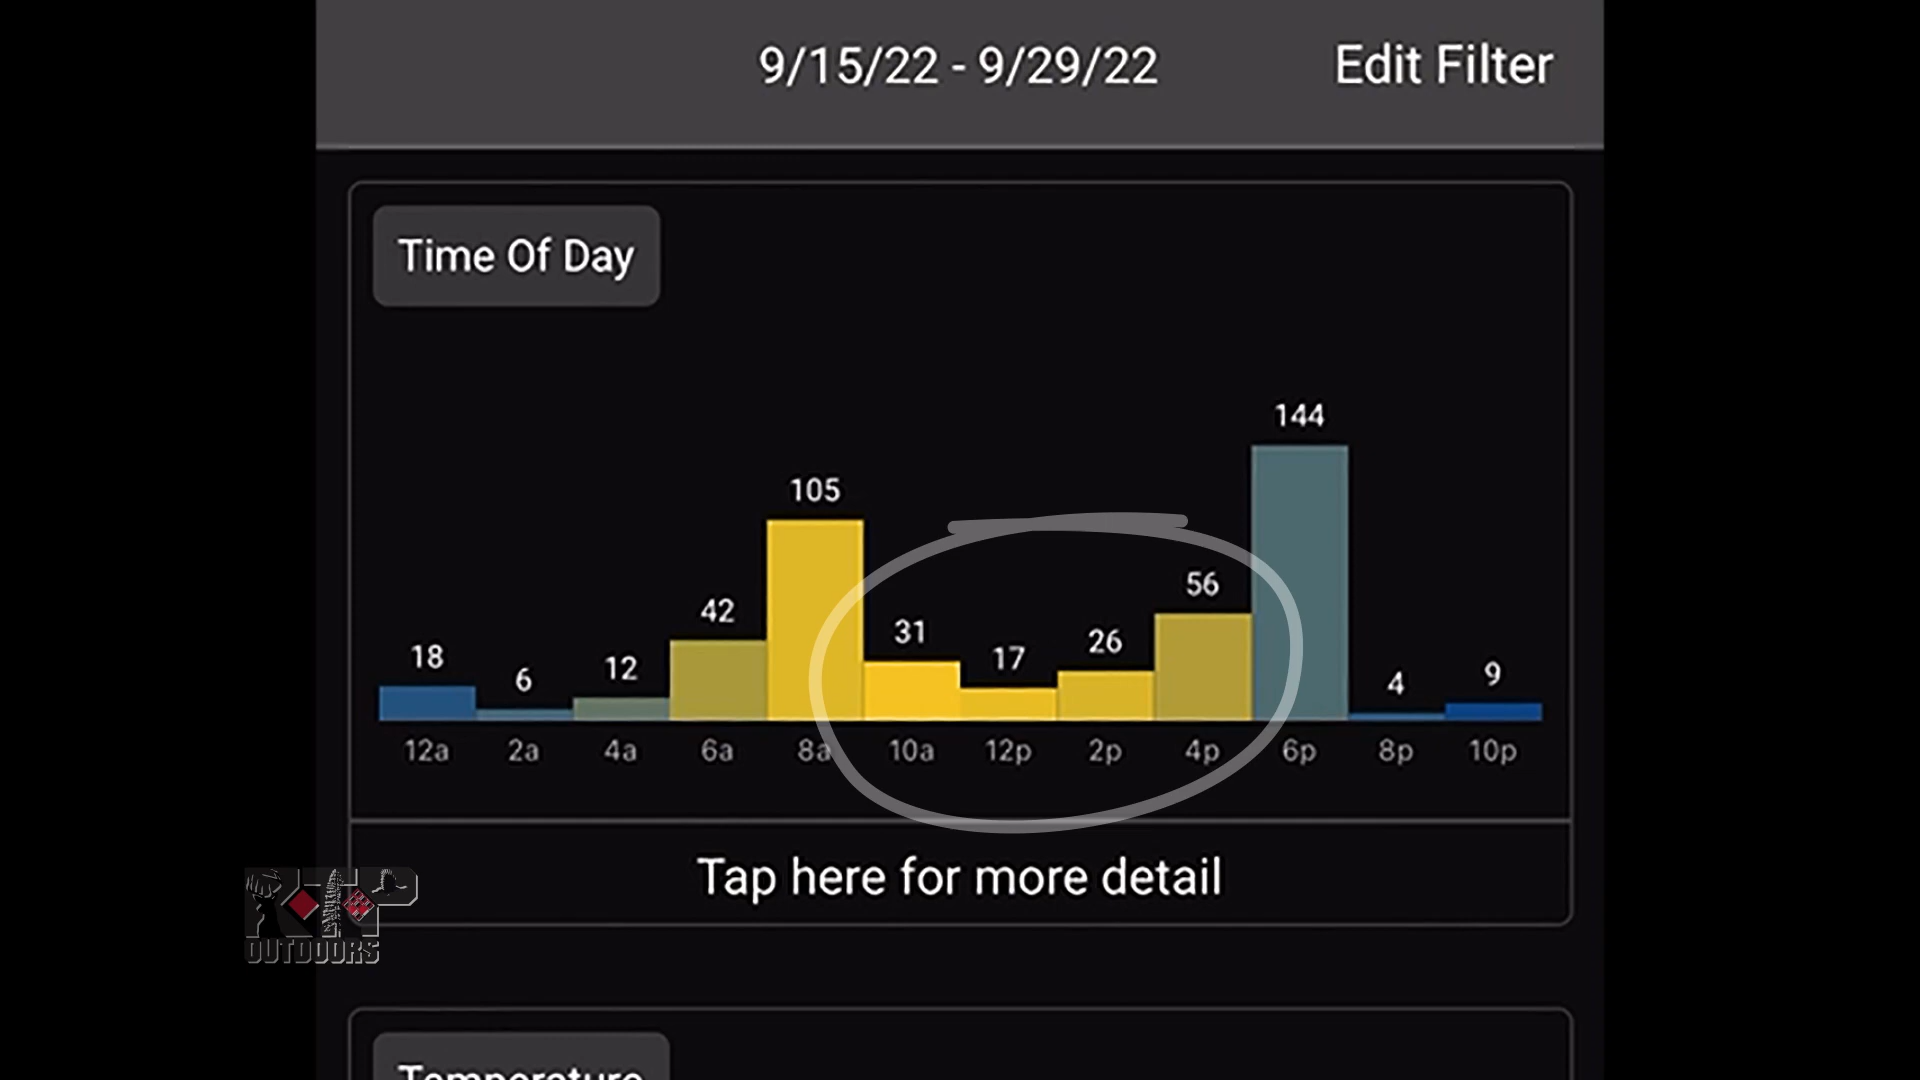 9/15/22 - 9/29/22 Edit Filter
Time Of Day
144
105
56
42
31
26
17
18
12
6
4
9
12a 2a 4a 6a 8a 10a 12p 2p 4p 6p 8p 10p
Tap here for more detail
OUTDOORS
Temperature